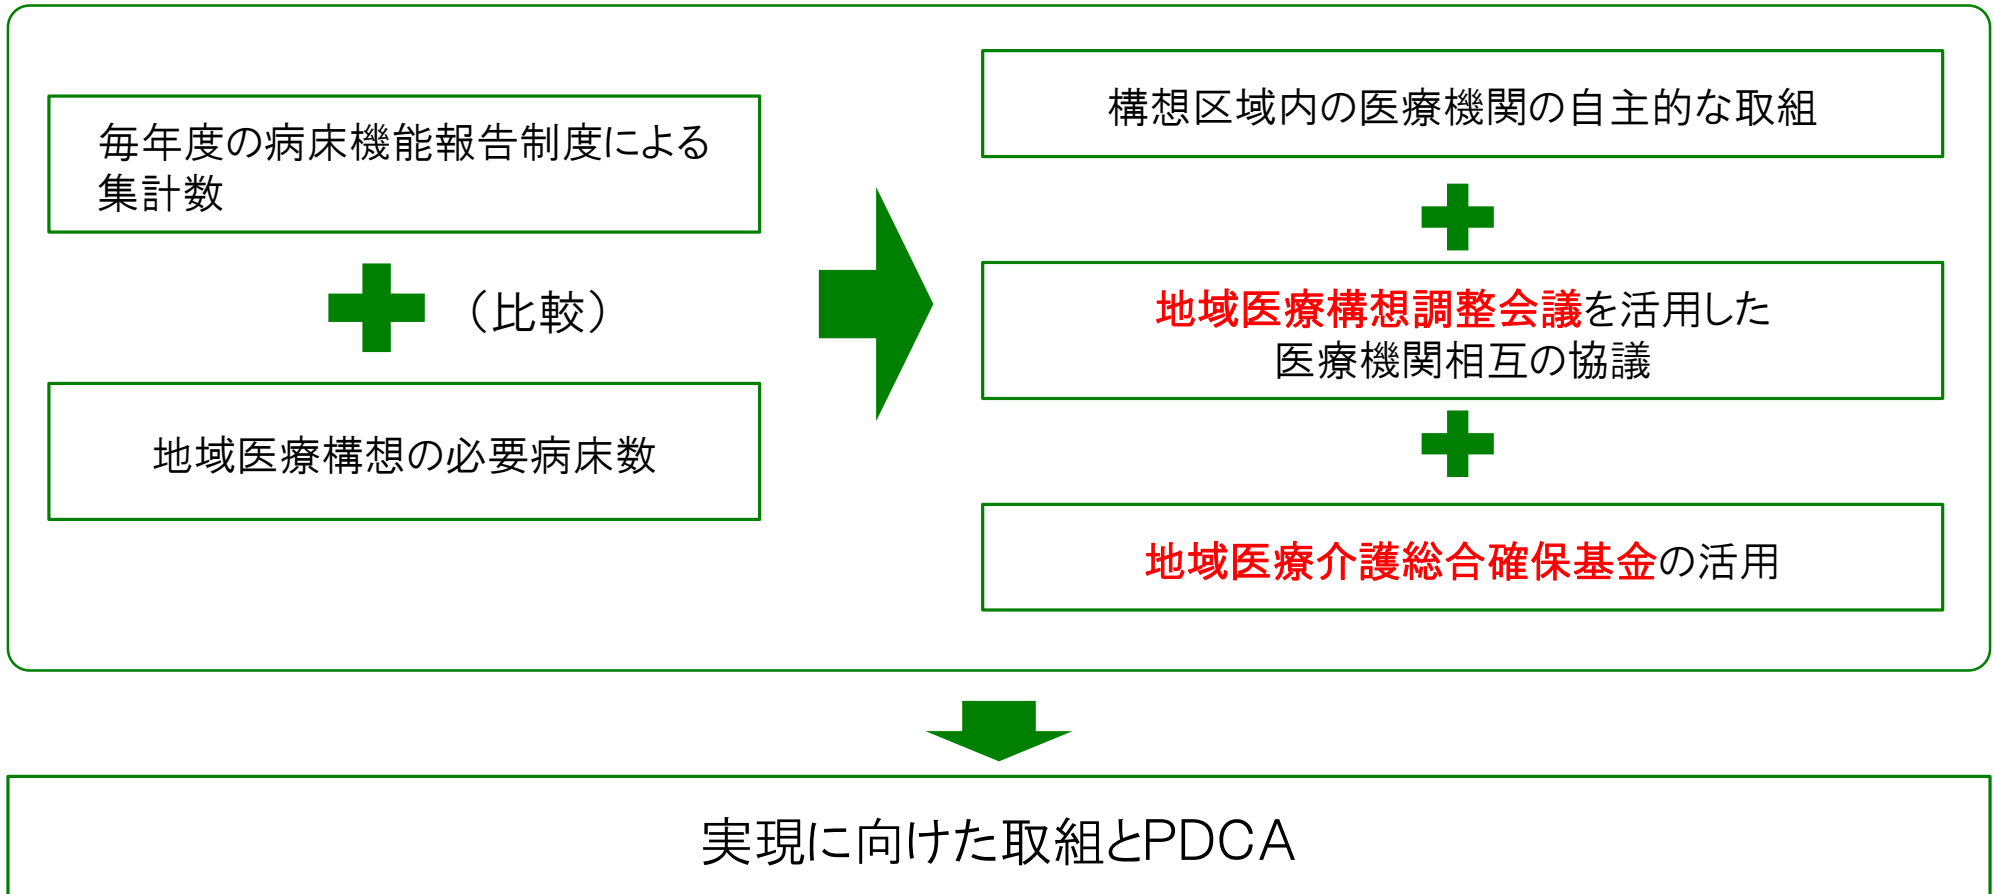 毎年度の病床機能報告制度による
集計数
（比較）
地域医療構想の必要病床数
構想区域内の医療機関の自主的な取組
地域医療構想調整会議を活用した
医療機関相互の協議
地域医療介護総合確保基金の活用
実現に向けた取組とPDCA